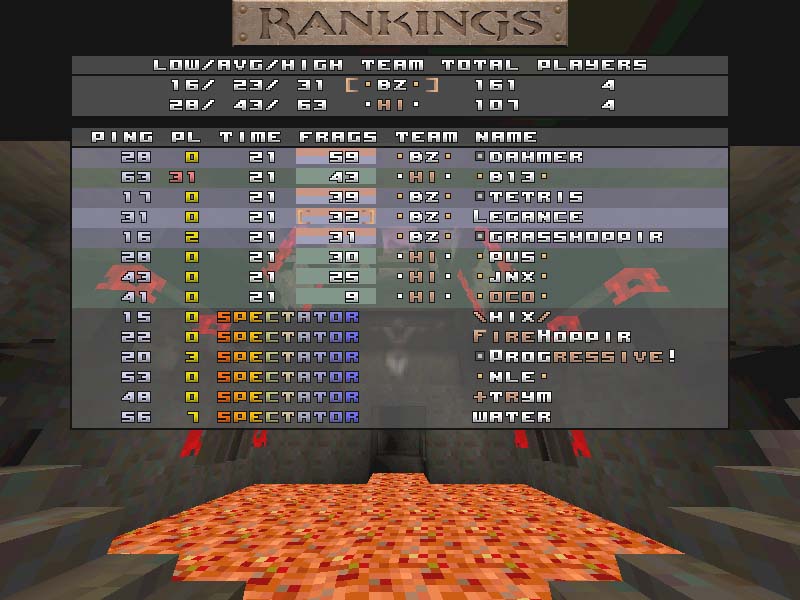 RANKINGS
LOW/AVG/HIGH TEAM TOTAL PLAYERS
16/ 23/ 31 [·BZ·] 161 4
28/ 43/ 63 ·HI· 107 4
PING PL TIME FRAGS TEAM NAME
28 0 21 59 ·BZ· ▪DAHMER
63 31 21 43 ·HI· ·B13·
17 0 21 39 ·BZ· ▪TETRIS
31 0 21 [ 32] ·BZ· LEGANCE
16 2 21 31 ·BZ· ▪GRASSHOPPIR
28 0 21 30 ·HI· ·PUS·
43 0 21 25 ·HI· ·JNX·
41 0 21 9 ·HI· ·OCO·
15 0 SPECTATOR \HIX/
22 0 SPECTATOR FIREHOPPIR
20 3 SPECTATOR ▪PROGRESSIVE!
53 0 SPECTATOR ·NLE·
48 0 SPECTATOR +TRYM
56 7 SPECTATOR WATER